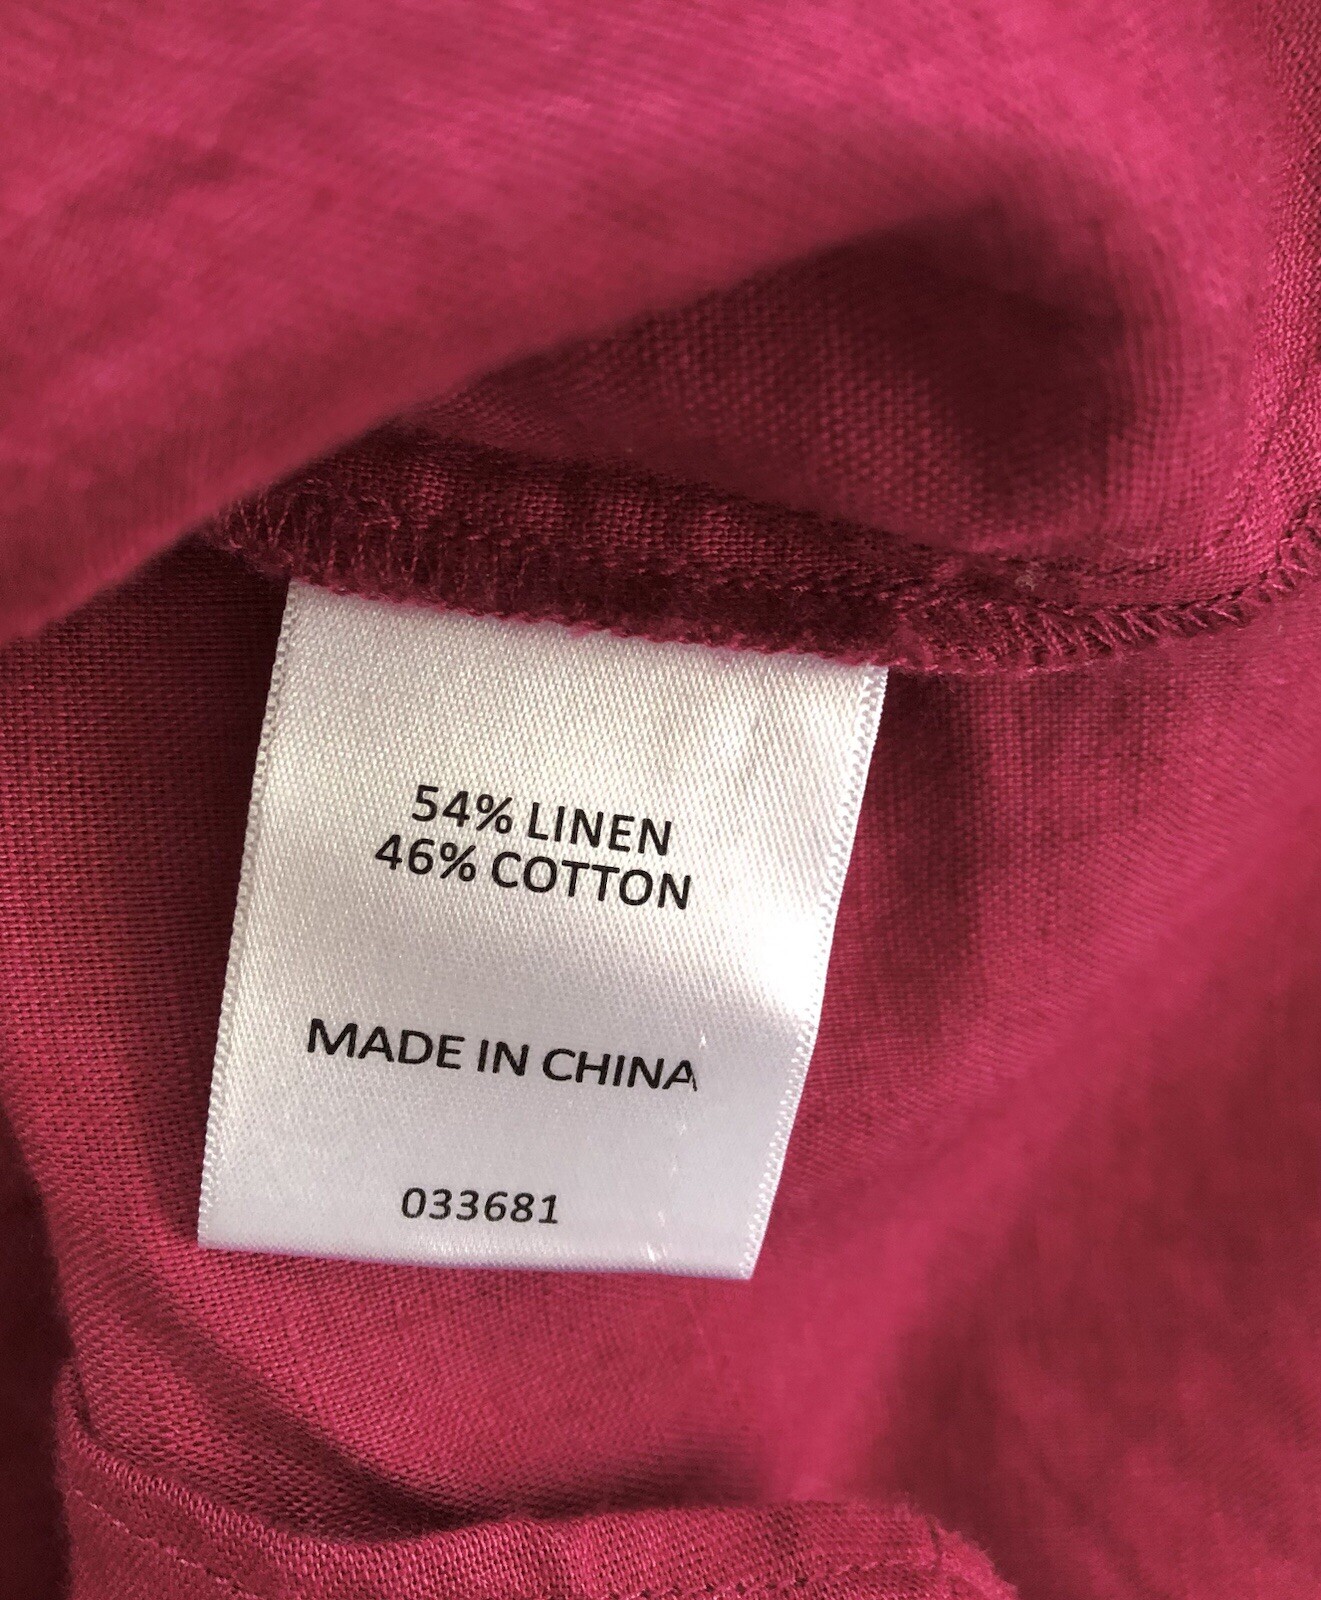 54% LINEN
46% COTTON
MADE IN CHINA
033681